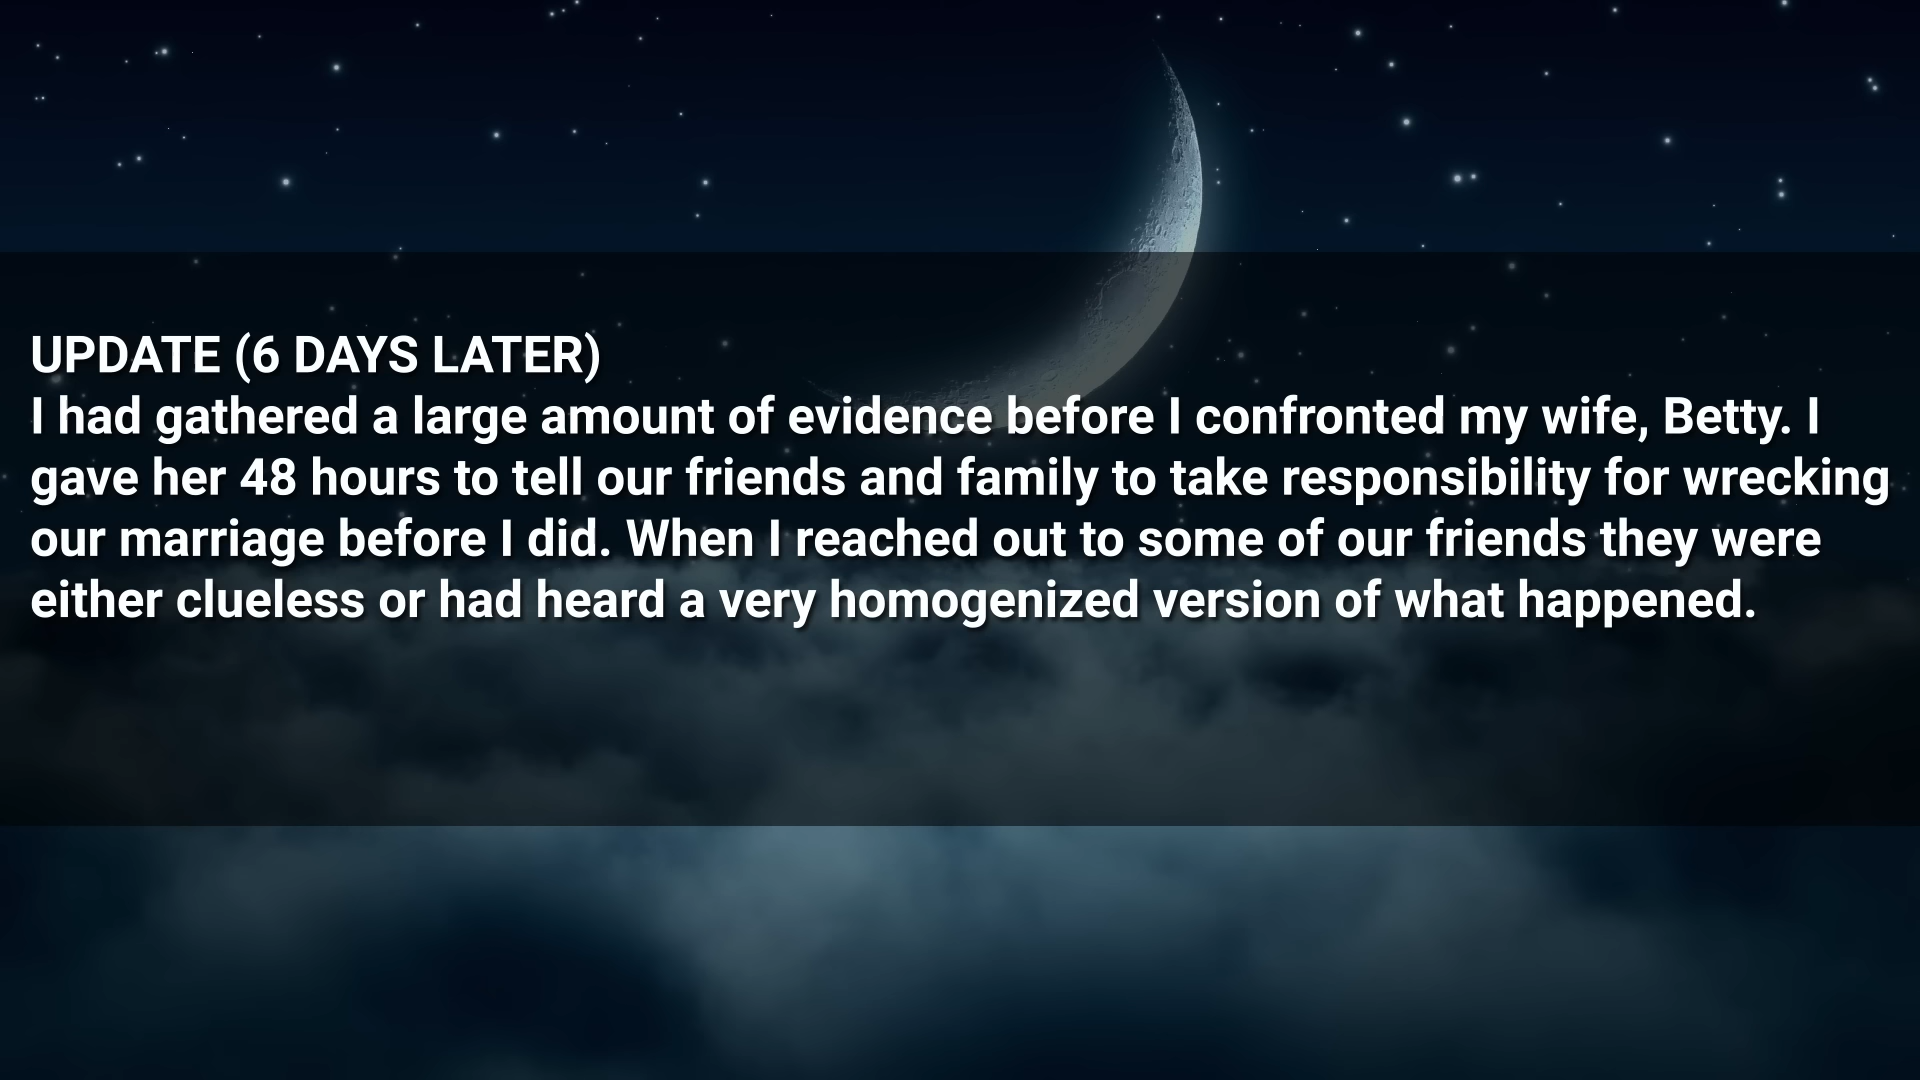 UPDATE (6 DAYS LATER)
I had gathered a large amount of evidence before I confronted my wife, Betty. I
gave her 48 hours to tell our friends and family to take responsibility for wrecking
our marriage before I did. When I reached out to some of our friends they were
either clueless or had heard a very homogenized version of what happened.